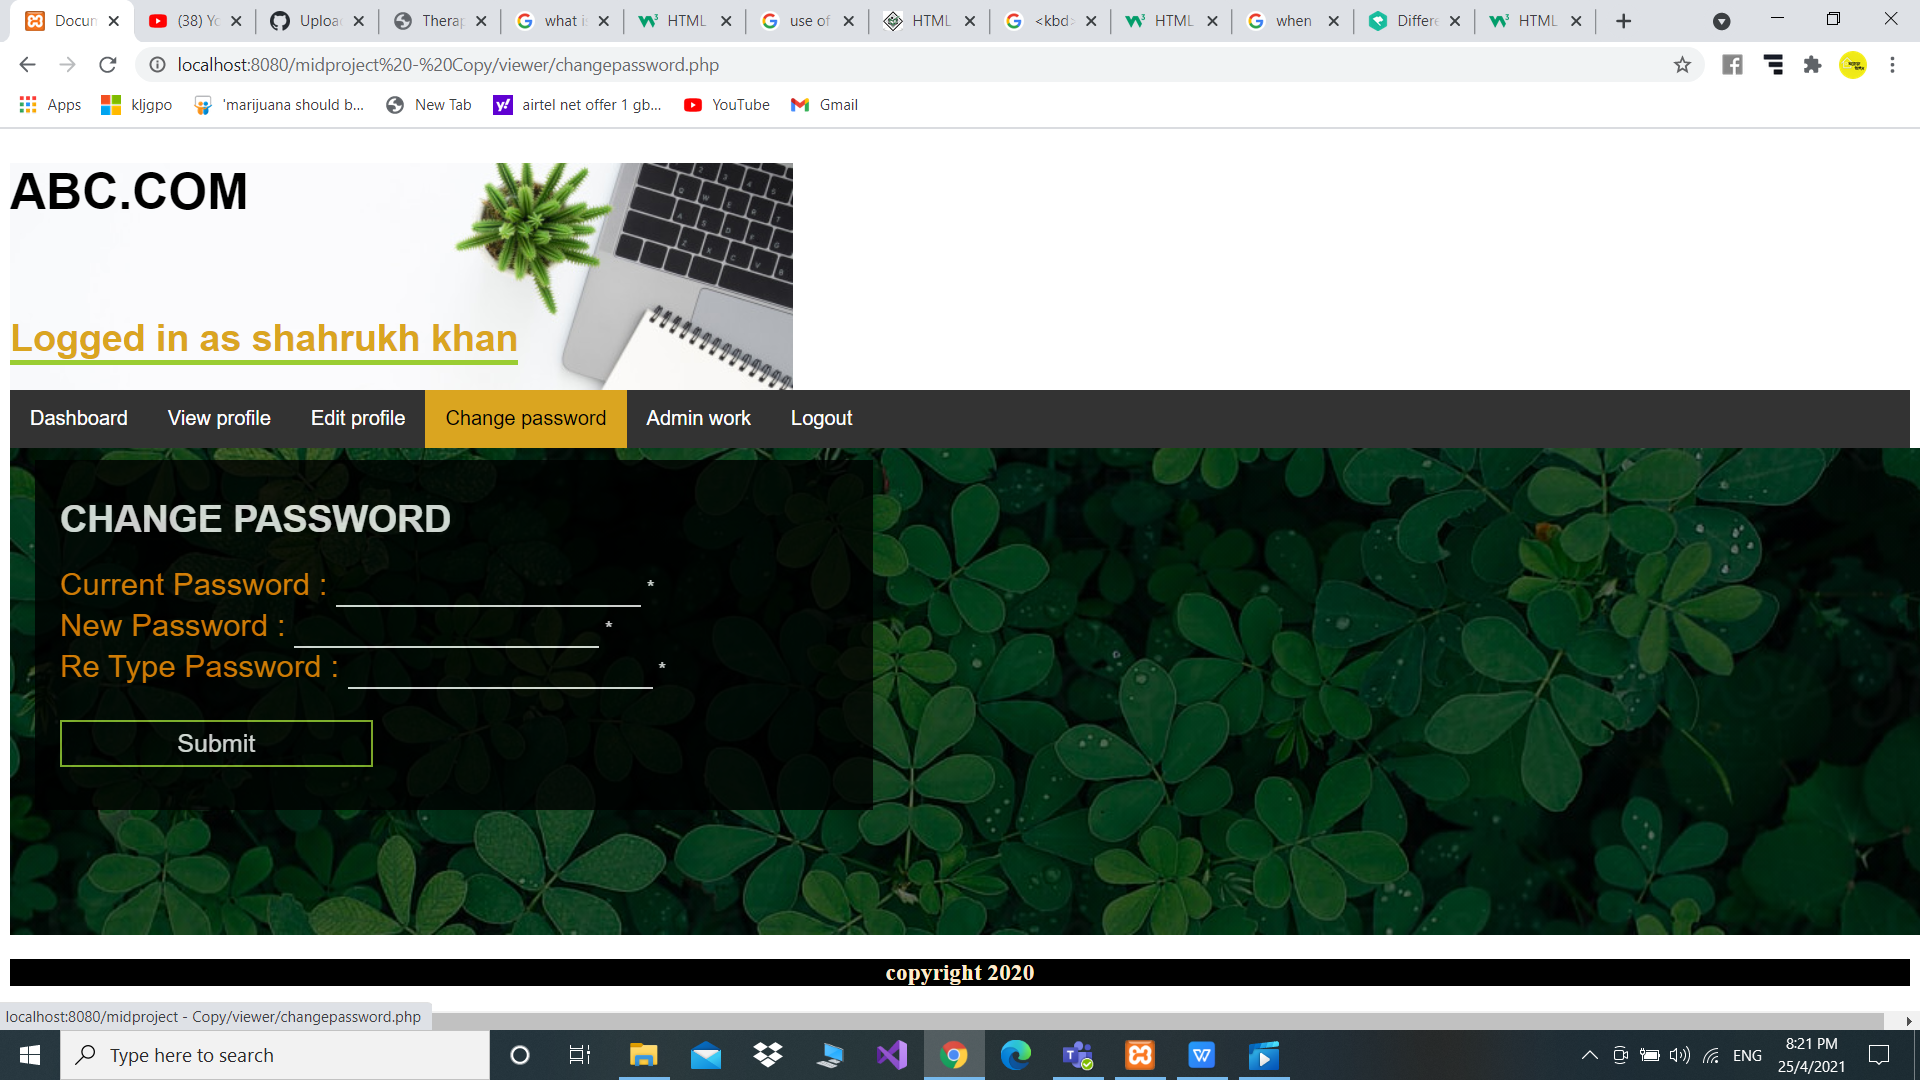 Docun
(38) Yo
Uploa
Therap
what i
HTML
use of
HTML
<kbd>
HTML
when
Differe
HTML
localhost:8080/midproject%20-%20Copy/viewer/changepassword.php
Apps
kljgpo
'marijuana should b...
New Tab
airtel net offer 1 gb...
YouTube
Gmail
ABC.COM
Logged in as shahrukh khan
Dashboard View profile Edit profile Change password Admin work Logout
CHANGE PASSWORD
Current Password : *
New Password : *
Re Type Password : *
Submit
copyright 2020
localhost:8080/midproject - Copy/viewer/changepassword.php
Type here to search
ENG
8:21 PM
25/4/2021